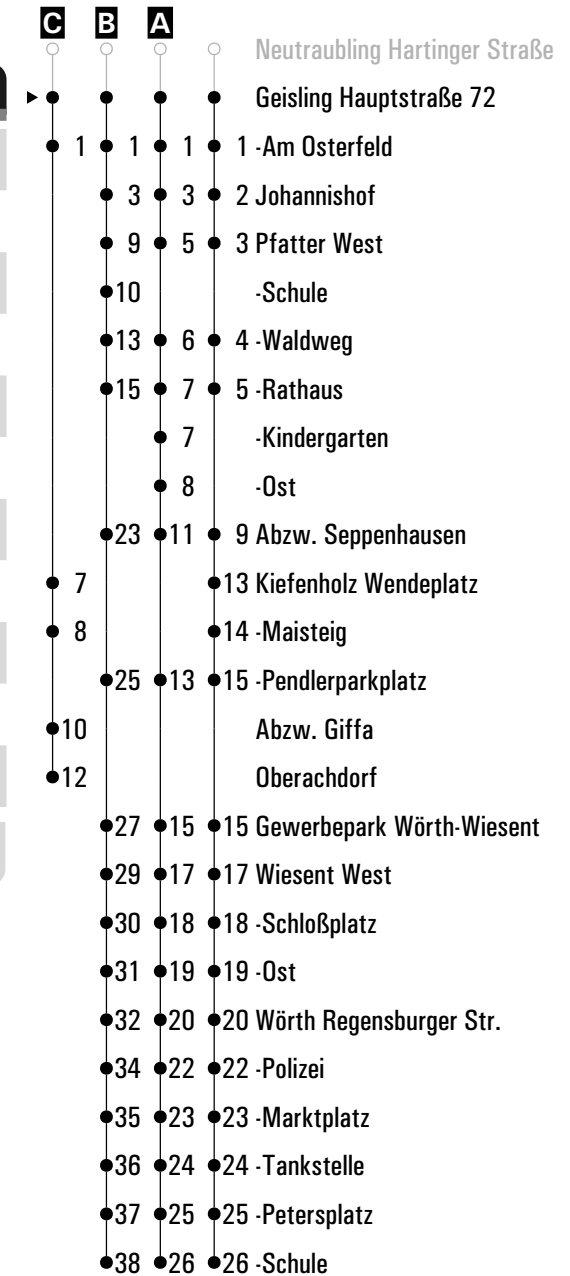 C B A
Neutraubling Hartinger Straße
Geisling Hauptstraße 72
1 1 1 1 -Am Osterfeld
3 3 2 Johannishof
9 5 3 Pfatter West
10 -Schule
13 6 4 -Waldweg
15 7 5 -Rathaus
7 -Kindergarten
8 -Ost
23 11 9 Abzw. Seppenhausen
7 13 Kiefenholz Wendeplatz
8 14 -Maisteig
25 13 15 -Pendlerparkplatz
10 Abzw. Giffa
12 Oberachdorf
27 15 15 Gewerbepark Wörth-Wiesent
29 17 17 Wiesent West
30 18 18 -Schloßplatz
31 19 19 -Ost
32 20 20 Wörth Regensburger Str.
34 22 22 -Polizei
35 23 23 -Marktplatz
36 24 24 -Tankstelle
37 25 25 -Petersplatz
38 26 26 -Schule